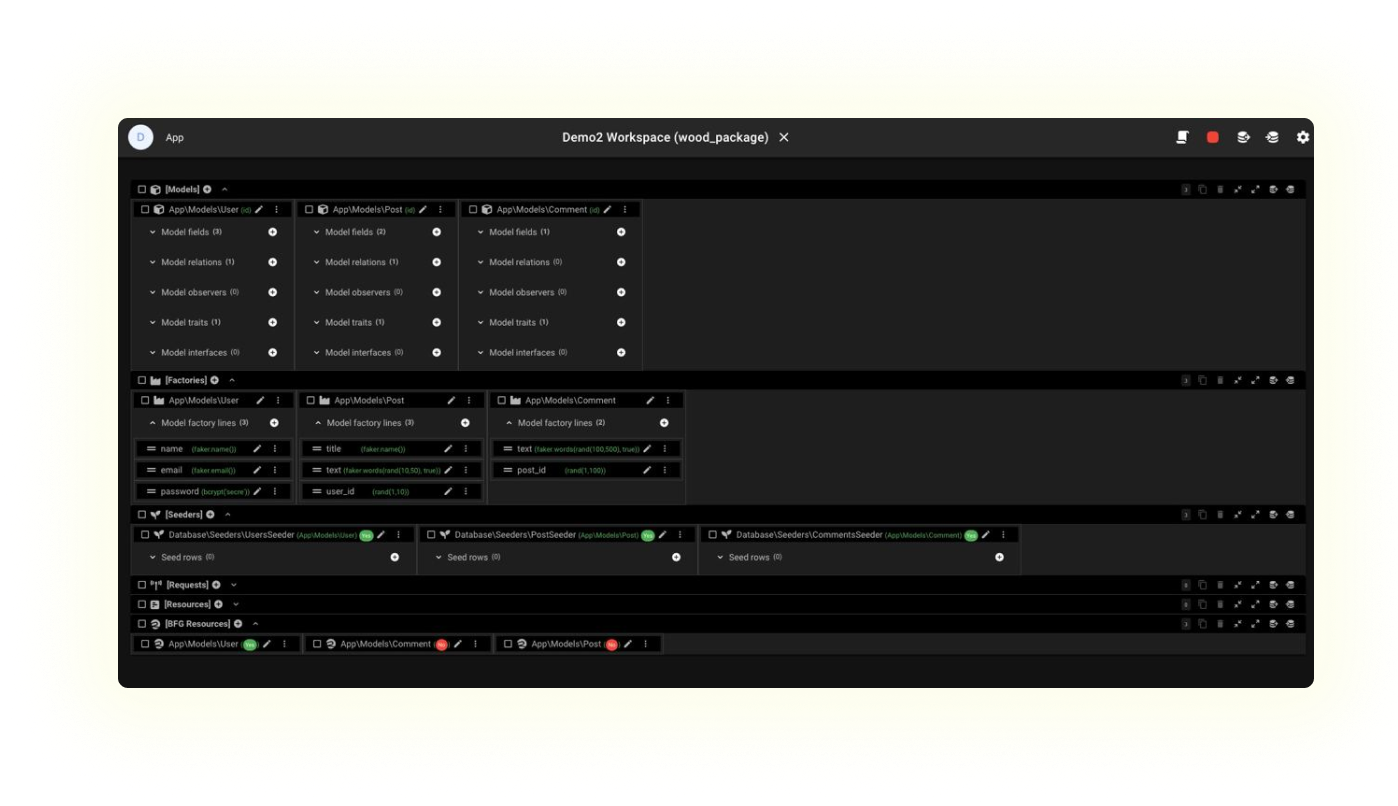 D App Demo2 Workspace (wood_package)
[Models] 3
App\Models\User (id) App\Models\Post (id) App\Models\Comment (id)
Model fields (3) Model fields (2) Model fields (1)
Model relations (1) Model relations (1) Model relations (0)
Model observers (0) Model observers (0) Model observers (0)
Model traits (1) Model traits (1) Model traits (1)
Model interfaces (0) Model interfaces (0) Model interfaces (0)
[Factories] 3
App\Models\User App\Models\Post App\Models\Comment
Model factory lines (3) Model factory lines (3) Model factory lines (2)
name (faker.name()) title (faker.name()) text (faker.words(rand(100,500), true))
email (faker.email()) text (faker.words(rand(10,50), true)) post_id (rand(1,100))
password (bcrypt('secre')) user_id (rand(1,10))
[Seeders] 3
Database\Seeders\UsersSeeder (App\Models\User) Yes Database\Seeders\PostSeeder (App\Models\Post) Yes Database\Seeders\CommentsSeeder (App\Models\Comment) Yes
Seed rows (0) Seed rows (0) Seed rows (0)
[Requests]
[Resources]
[BFG Resources] 3
App\Models\User (Yes) App\Models\Comment (No) App\Models\Post (No)